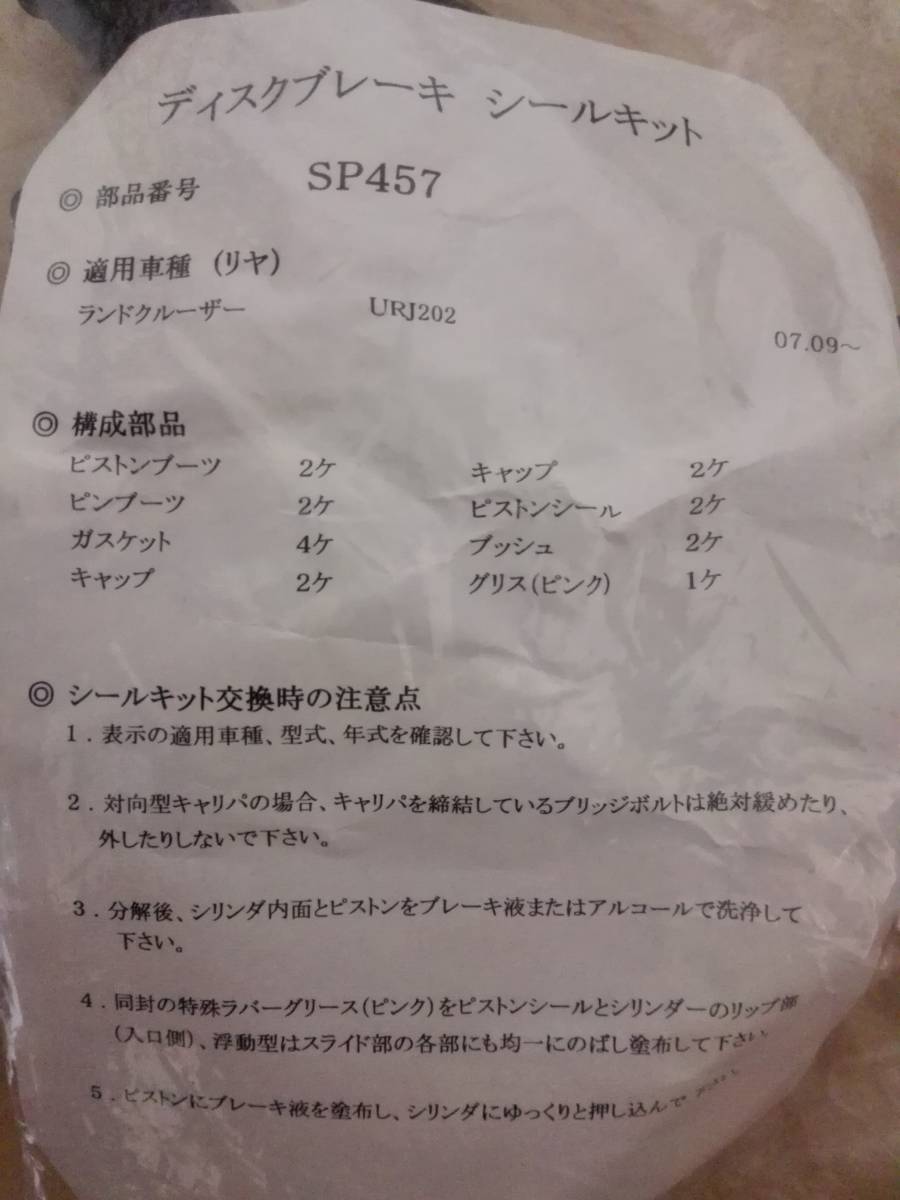 ディスクブレーキ シールキット
◎ 部品番号 SP457
◎ 適用車種 (リヤ)
ランドクルーザー URJ202 07.09~
◎ 構成部品
ピストンブーツ 2ケ キャップ 2ケ
ピンブーツ 2ケ ピストンシール 2ケ
ガスケット 4ケ ブッシュ 2ケ
キャップ 2ケ グリス(ピンク) 1ケ
◎ シールキット交換時の注意点
1. 表示の適用車種、型式、年式を確認して下さい。
2. 対向型キャリパの場合、キャリパを締結しているブリッジボルトは絶対緩めたり、
外したりしないで下さい。
3. 分解後、シリンダ内面とピストンをブレーキ液またはアルコールで洗浄して
下さい。
4. 同封の特殊ラバーグリース(ピンク)をピストンシールとシリンダーのリップ部
(入口側)、浮動型はスライド部の各部にも均一にのばし塗布して下さい
5. ピストンにブレーキ液を塗布し、シリンダにゆっくりと押し込んで